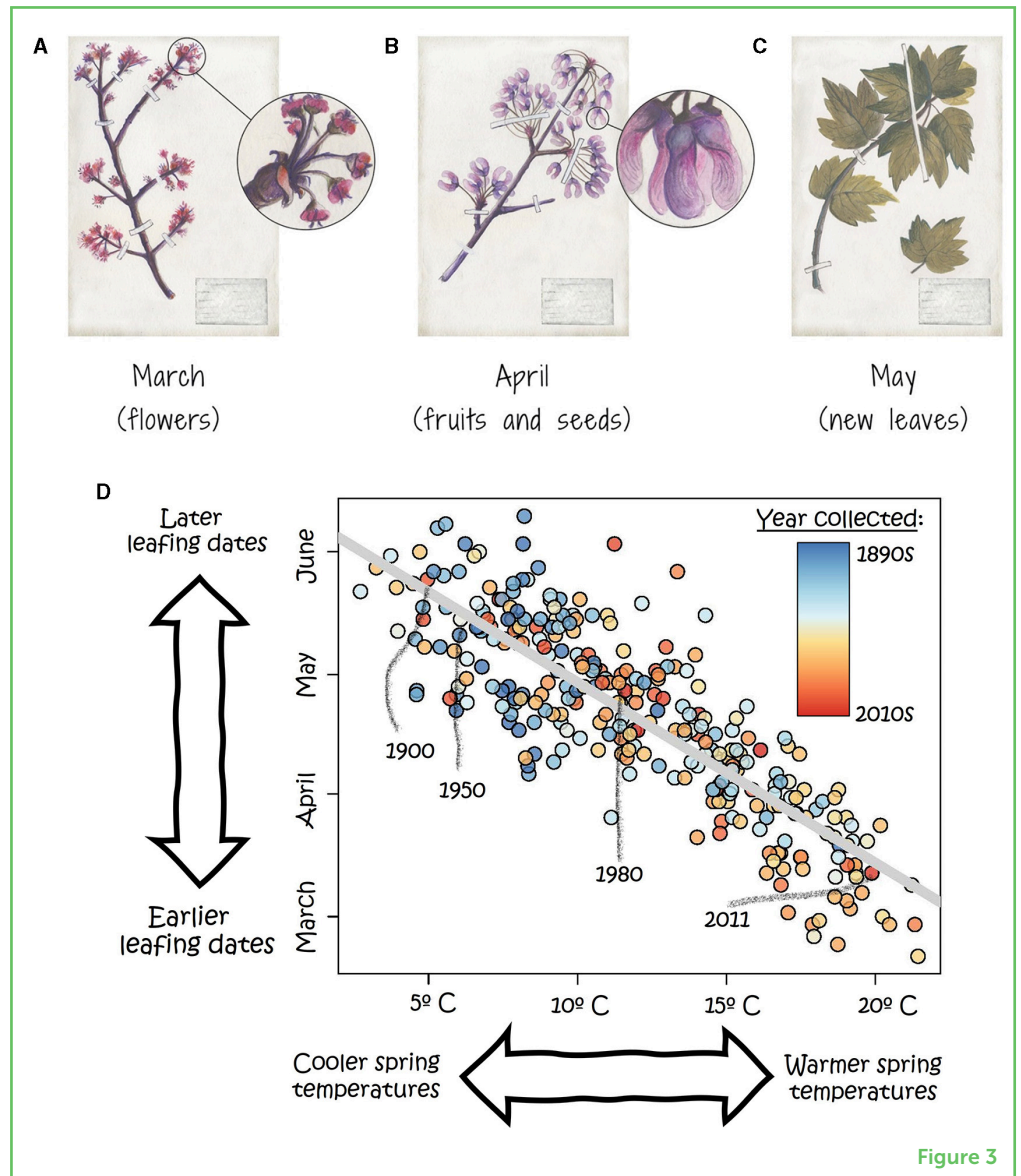 A
B
C
March
(flowers)
April
(fruits and seeds)
May
(new leaves)
D
Later
leafing dates
Earlier
leafing dates
June
May
April
March
Year collected:
1890s
2010s
1900
1950
1980
2011
5º C
10º C
15º C
20º C
Cooler spring
temperatures
Warmer spring
temperatures
Figure 3